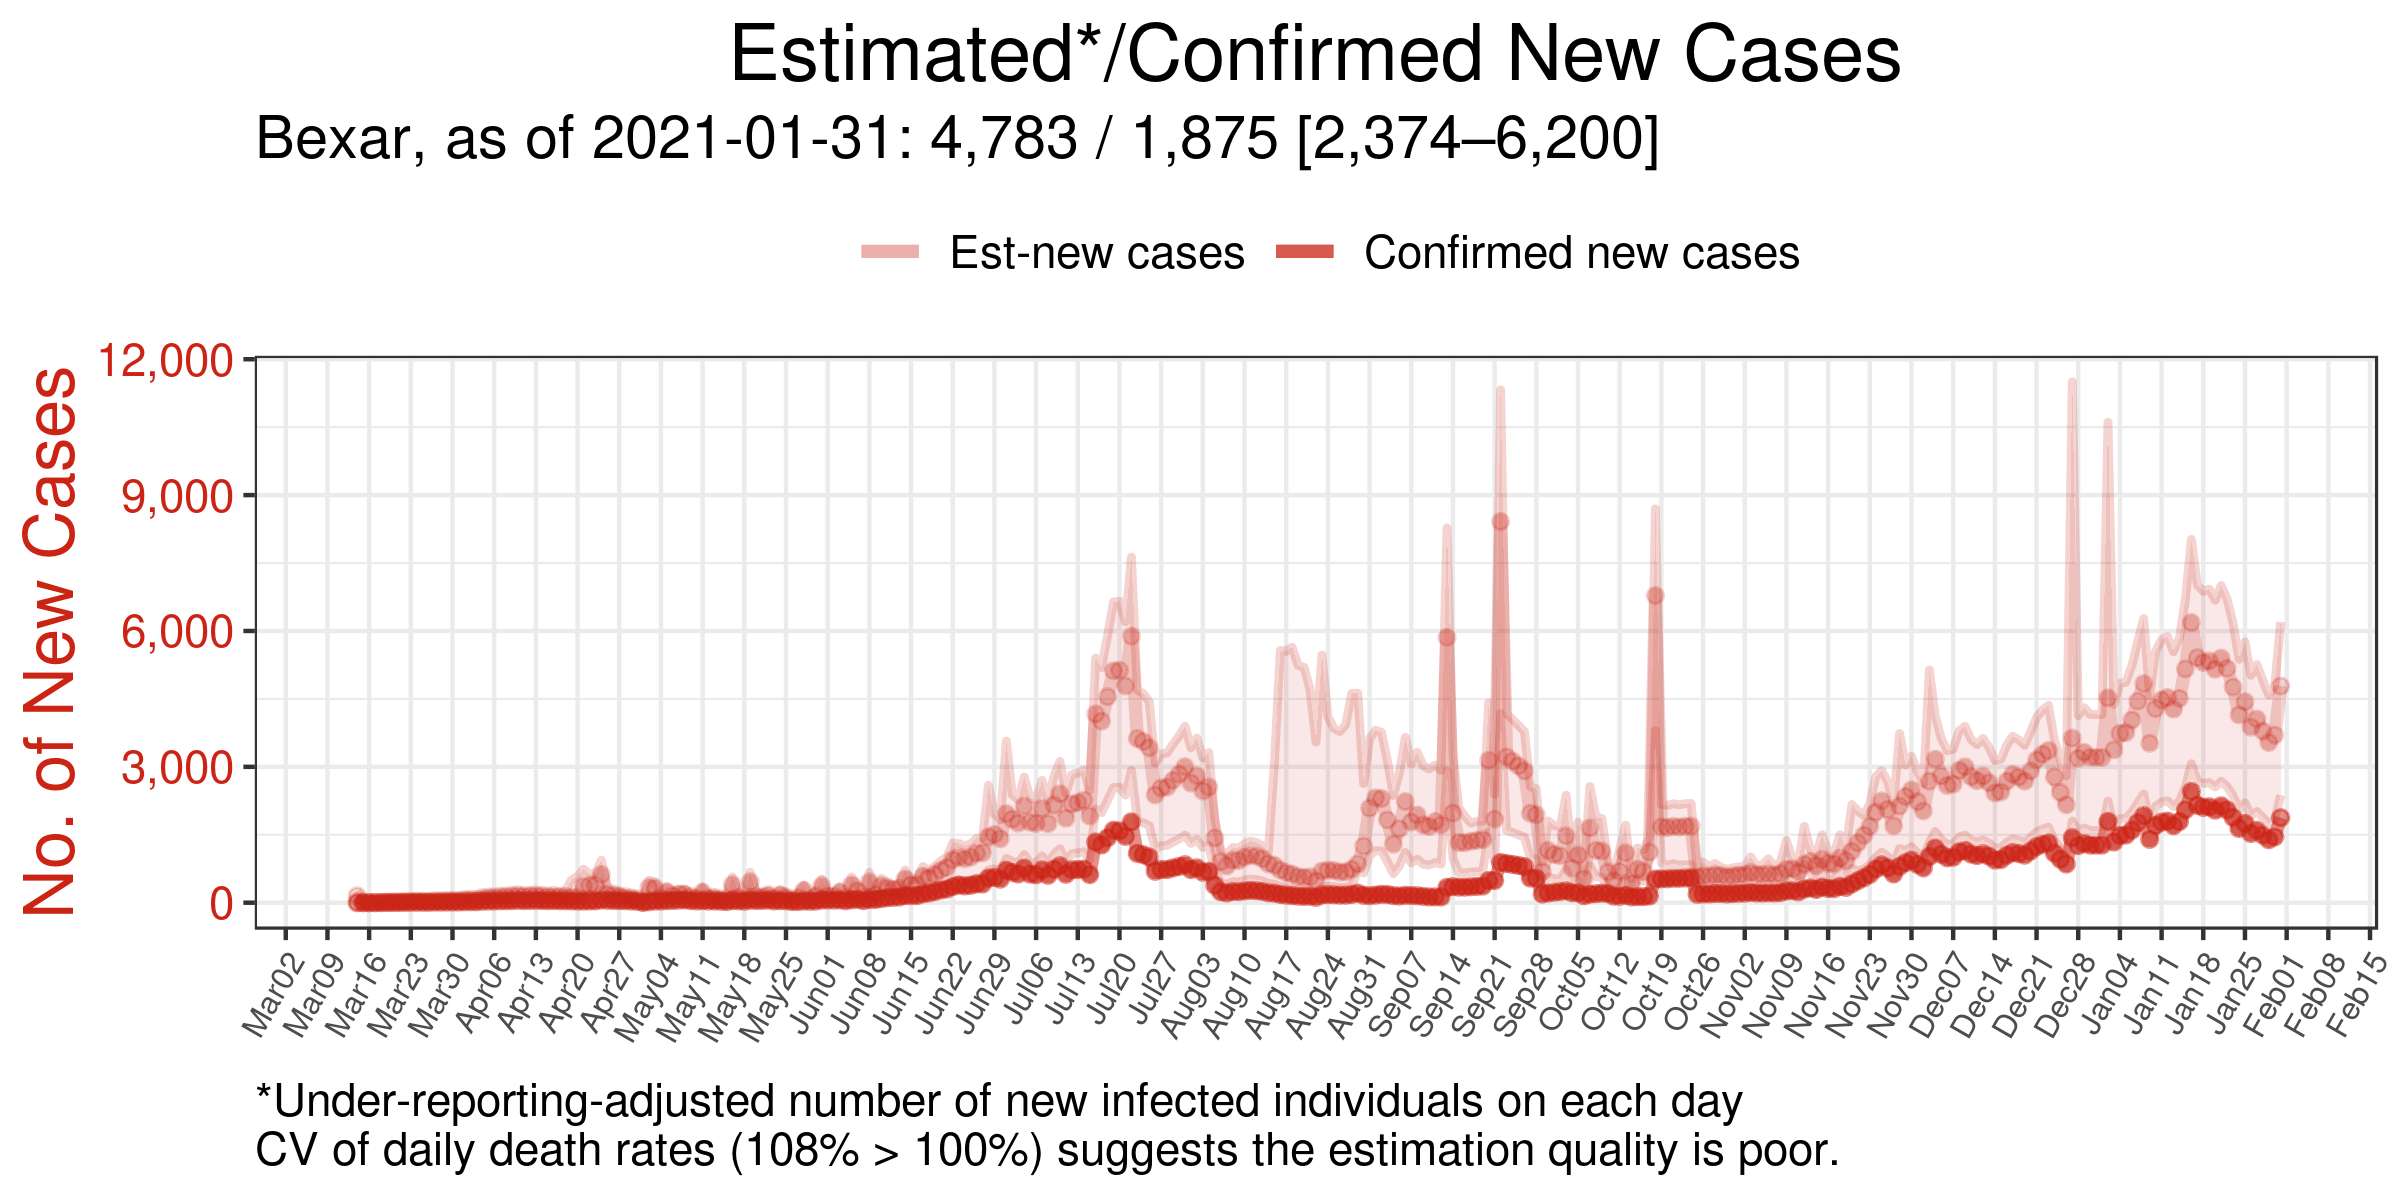 Estimated*/Confirmed New Cases
Bexar, as of 2021-01-31: 4,783 / 1,875 [2,374–6,200]
Est-new cases Confirmed new cases
No. of New Cases
12,000
9,000
6,000
3,000
0
Mar02 Mar09 Mar16 Mar23 Mar30 Apr06 Apr13 Apr20 Apr27 May04 May11 May18 May25 Jun01 Jun08 Jun15 Jun22 Jun29 Jul06 Jul13 Jul20 Jul27 Aug03 Aug10 Aug17 Aug24 Aug31 Sep07 Sep14 Sep21 Sep28 Oct05 Oct12 Oct19 Oct26 Nov02 Nov09 Nov16 Nov23 Nov30 Dec07 Dec14 Dec21 Dec28 Jan04 Jan11 Jan18 Jan25 Feb01 Feb08 Feb15
*Under-reporting-adjusted number of new infected individuals on each day
CV of daily death rates (108% > 100%) suggests the estimation quality is poor.